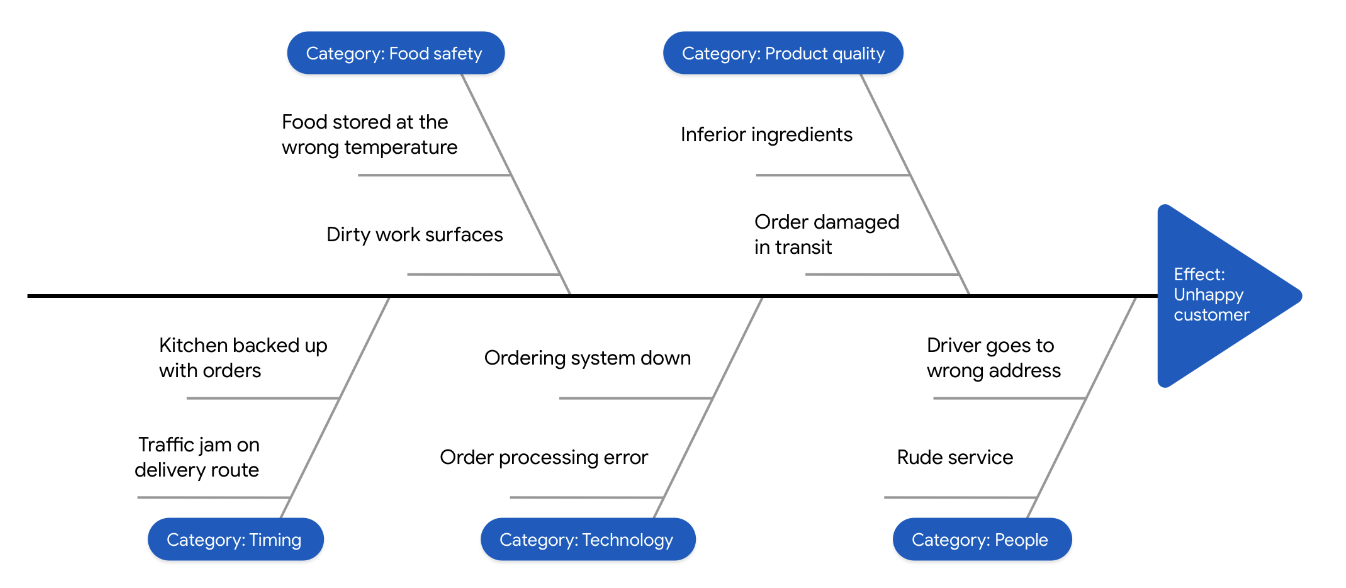 Category: Food safety
Category: Product quality
Food stored at the
wrong temperature
Inferior ingredients
Dirty work surfaces
Order damaged
in transit
Effect:
Unhappy
customer
Kitchen backed up
with orders
Ordering system down
Driver goes to
wrong address
Traffic jam on
delivery route
Order processing error
Rude service
Category: Timing
Category: Technology
Category: People